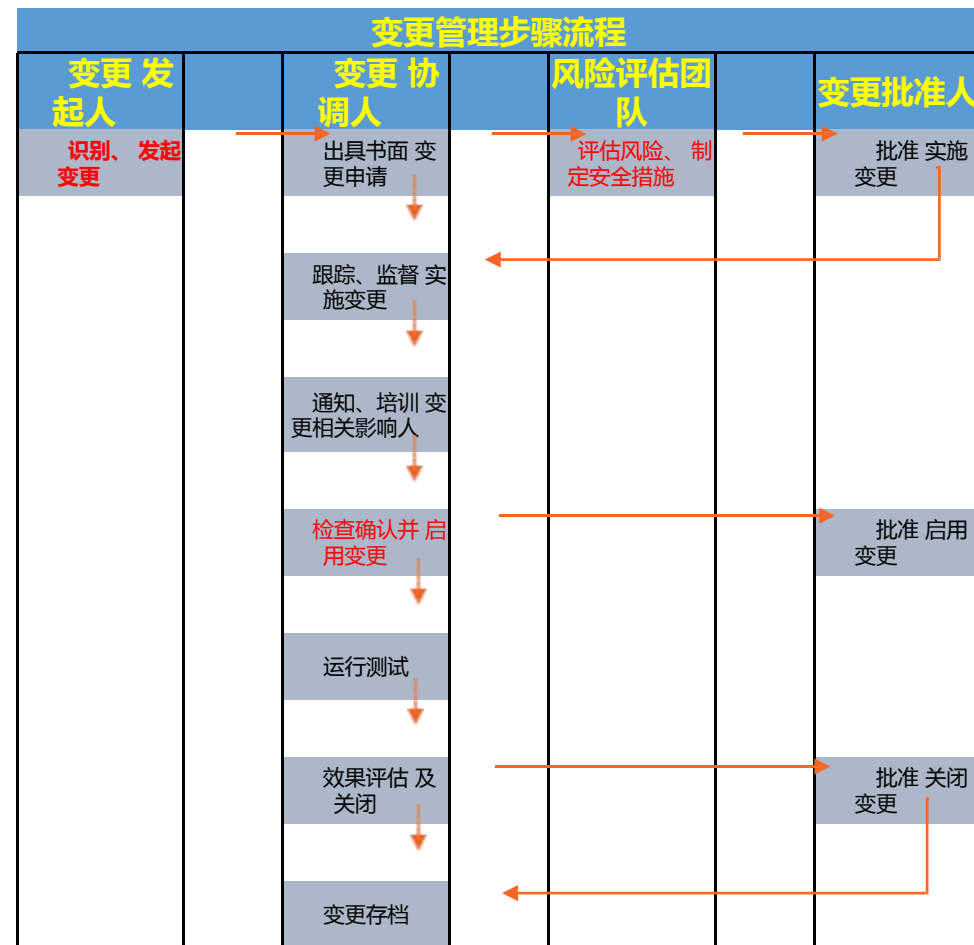 变更管理步骤流程
变更 发
起人
变更 协
调人
风险评估团
队
变更批准人
识别、 发起
变更
出具书面 变
更申请
评估风险、 制
定安全措施
批准 实施
变更
跟踪、监督 实
施变更
通知、培训 变
更相关影响人
检查确认并 启
用变更
批准 启用
变更
运行测试
效果评估 及
关闭
批准 关闭
变更
变更存档